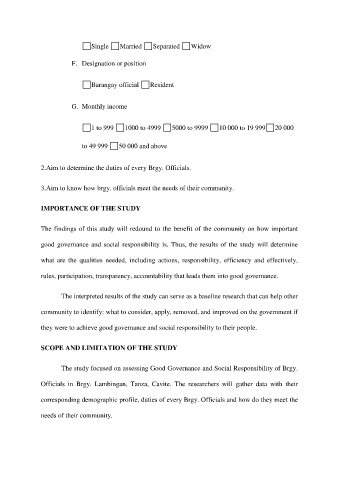 ☐Single ☐Married ☐Separated ☐Widow
F. Designation or position
☐Barangay official ☐Resident
G. Monthly income
☐1 to 999 ☐1000 to 4999 ☐5000 to 9999 ☐10 000 to 19 999☐20 000
to 49 999 ☐50 000 and above
2.Aim to determine the duties of every Brgy. Officials.
3.Aim to know how brgy. officials meet the needs of their community.
IMPORTANCE OF THE STUDY
The findings of this study will redound to the benefit of the community on how important
good governance and social responsibility is. Thus, the results of the study will determine
what are the qualities needed, including actions, responsibility, efficiency and effectively,
rules, participation, transparency, accountability that leads them into good governance.
The interpreted results of the study can serve as a baseline research that can help other
community to identify: what to consider, apply, removed, and improved on the government if
they were to achieve good governance and social responsibility to their people.
SCOPE AND LIMITATION OF THE STUDY
The study focused on assessing Good Governance and Social Responsibility of Brgy.
Officials in Brgy. Lambingan, Tanza, Cavite. The researchers will gather data with their
corresponding demographic profile, duties of every Brgy. Officials and how do they meet the
needs of their community.